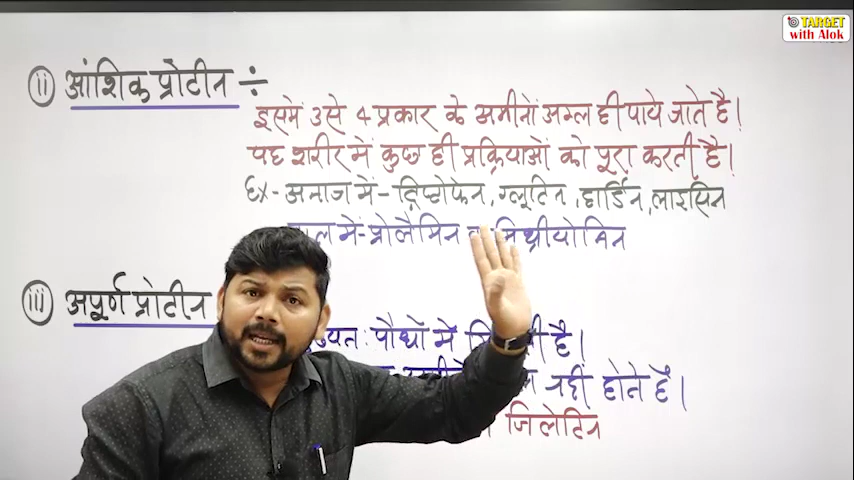 TARGET
with Alok
ii आंशिक प्रोटीन ÷
इसमें 3 से 4 प्रकार के अमीनों अम्ल ही पाये जाते है।
यह शरीर में कुछ ही प्रक्रियाओं को पूरा करती है।
Ex- अनाज में - ट्रिप्टोफेन, ग्लूटिन, हार्डिन, लाइसिन
में- प्रोलैमिन मिथीयोनिन
iii अपूर्ण प्रोटीन
पौधों में है।
नहीं होते हैं।
जिलेटिन